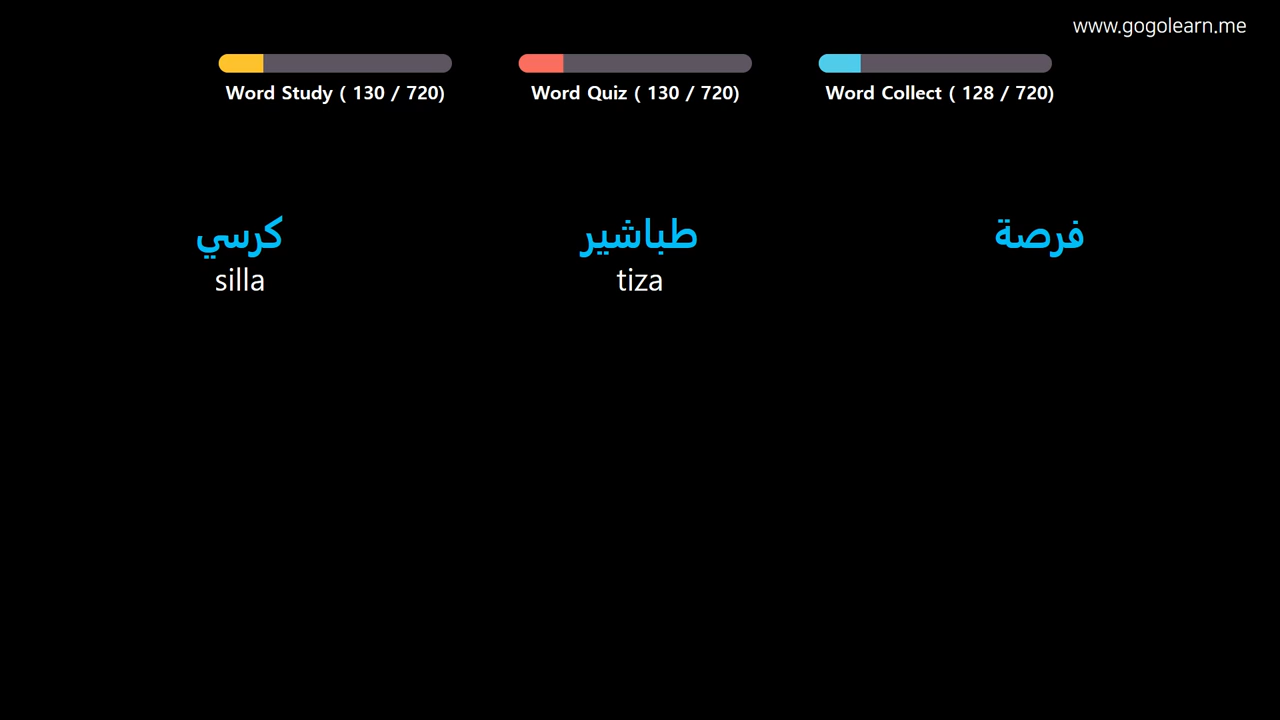 www.gogolearn.me
Word Study ( 130 / 720)
Word Quiz ( 130 / 720)
Word Collect ( 128 / 720)
كرسي
silla
طباشير
tiza
فرصة